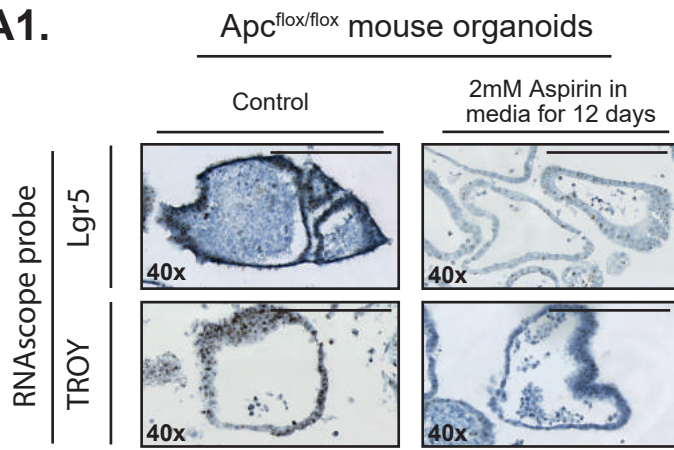 A1.
Apcflox/flox mouse organoids
Control
2mM Aspirin in
media for 12 days
RNAscope probe
Lgr5
40x
40x
TROY
40x
40x